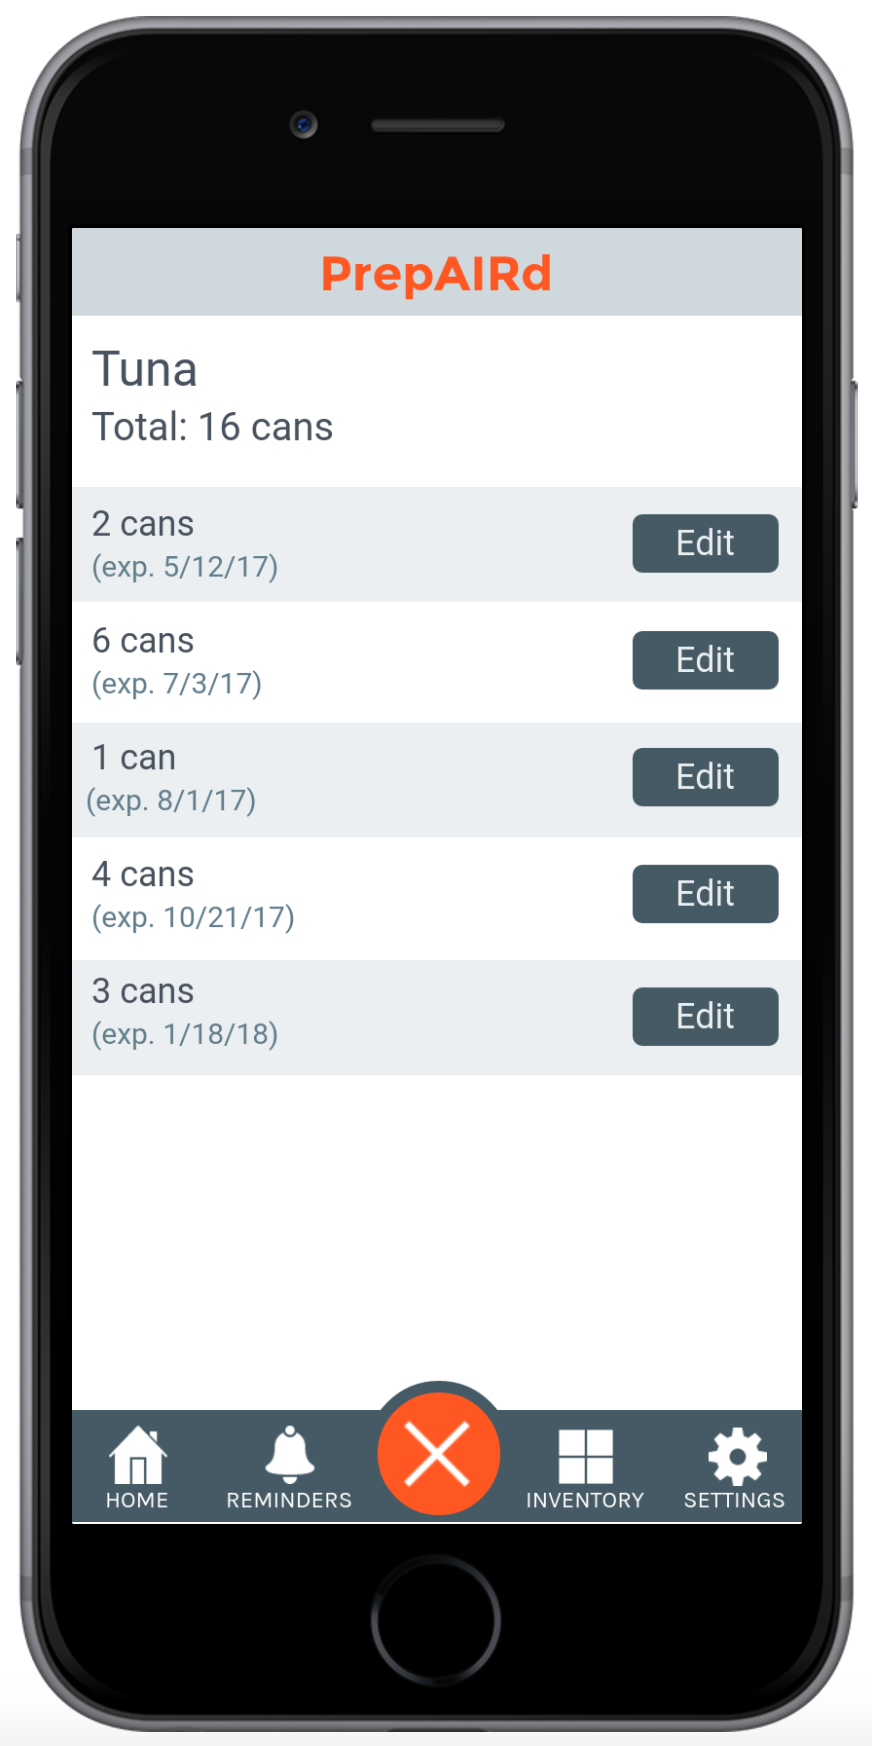 PrepAIRd
Tuna
Total: 16 cans
2 cans
(exp. 5/12/17)
Edit
6 cans
(exp. 7/3/17)
Edit
1 can
(exp. 8/1/17)
Edit
4 cans
(exp. 10/21/17)
Edit
3 cans
(exp. 1/18/18)
Edit
HOME
REMINDERS
INVENTORY
SETTINGS